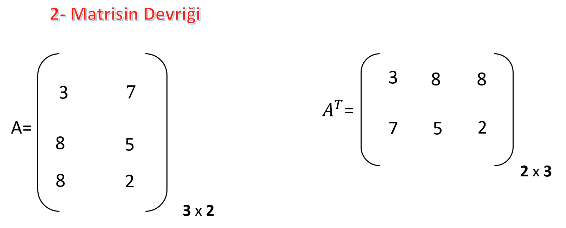 2- Matrisin Devriği
A=
3 7
8 5
8 2
3 x 2
Aᵀ=
3 8 8
7 5 2
2 x 3